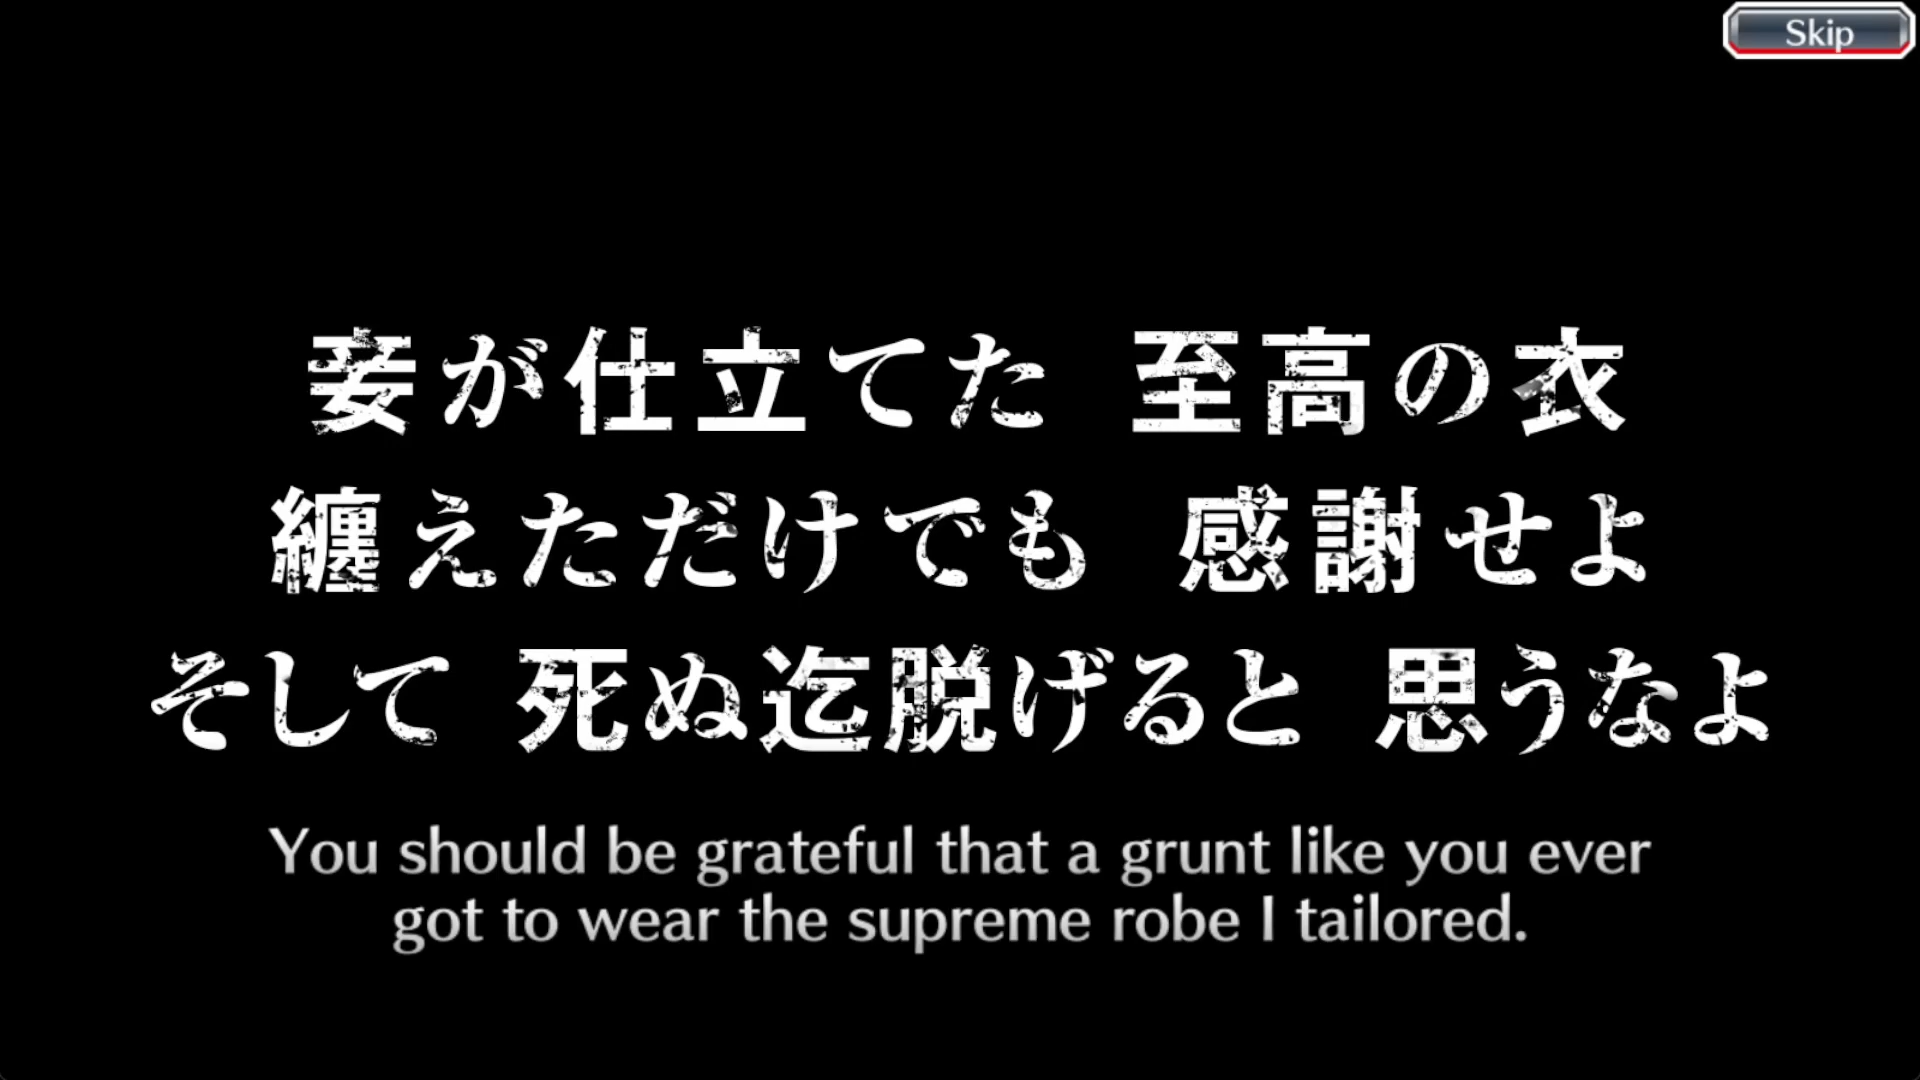 Skip
妾が仕立てた 至高の衣
纏えただけでも 感謝せよ
そして 死ぬ迄脱げると 思うなよ
You should be grateful that a grunt like you ever
got to wear the supreme robe I tailored.